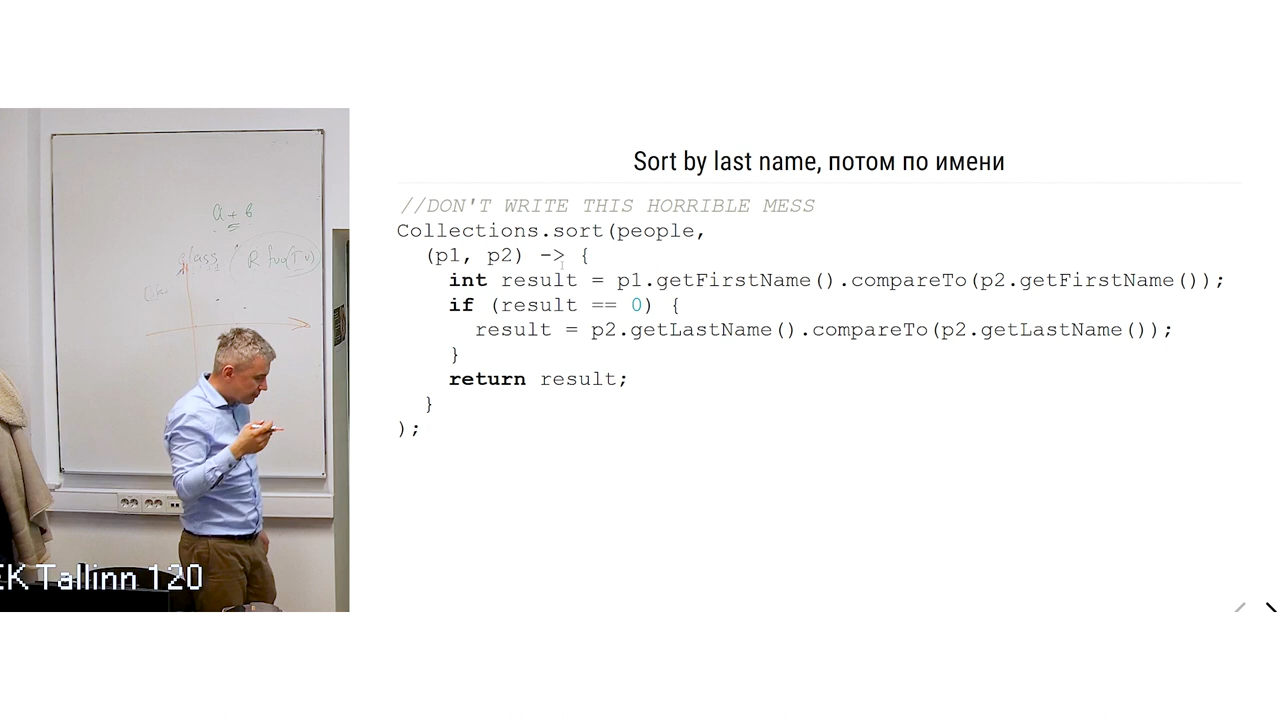 Sort by last name, потом по имени
//DON'T WRITE THIS HORRIBLE MESS
Collections.sort(people,
(p1, p2) -> {
int result = p1.getFirstName().compareTo(p2.getFirstName());
if (result == 0) {
result = p2.getLastName().compareTo(p2.getLastName());
}
return result;
}
);
a + b
class
R foo(T v)
EK Tallinn 120